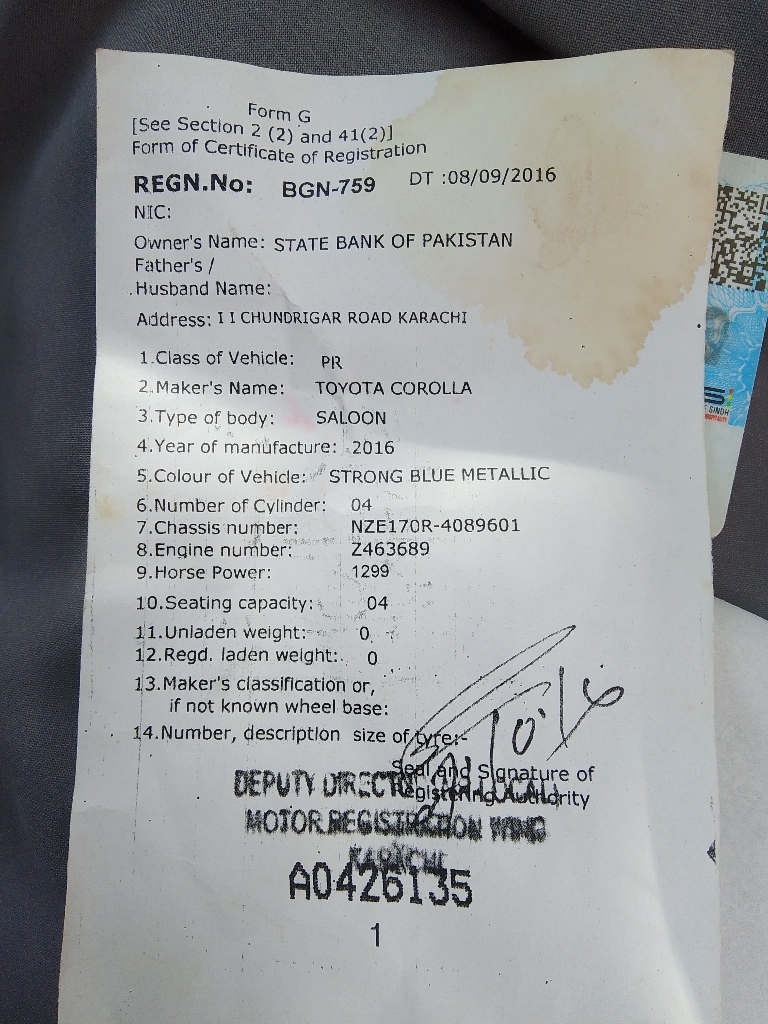 Form G
[See Section 2 (2) and 41(2)]
Form of Certificate of Registration
REGN.No: BGN-759 DT :08/09/2016
NIC:
Owner's Name: STATE BANK OF PAKISTAN
Father's /
Husband Name:
Address: I I CHUNDRIGAR ROAD KARACHI
1.Class of Vehicle: PR
2.Maker's Name: TOYOTA COROLLA
3.Type of body: SALOON
4.Year of manufacture: 2016
5.Colour of Vehicle: STRONG BLUE METALLIC
6.Number of Cylinder: 04
7.Chassis number: NZE170R-4089601
8.Engine number: Z463689
9.Horse Power: 1299
10.Seating capacity: 04
11.Unladen weight: 0
12.Regd. laden weight: 0
13.Maker's classification or,
if not known wheel base:
14.Number, description size of tyre:-
Seal and Signature of
Registering Authority
DEPUTY DIRECTOR
MOTOR REGISTRATION WING
KARACHI
A0426135
1
SINDH